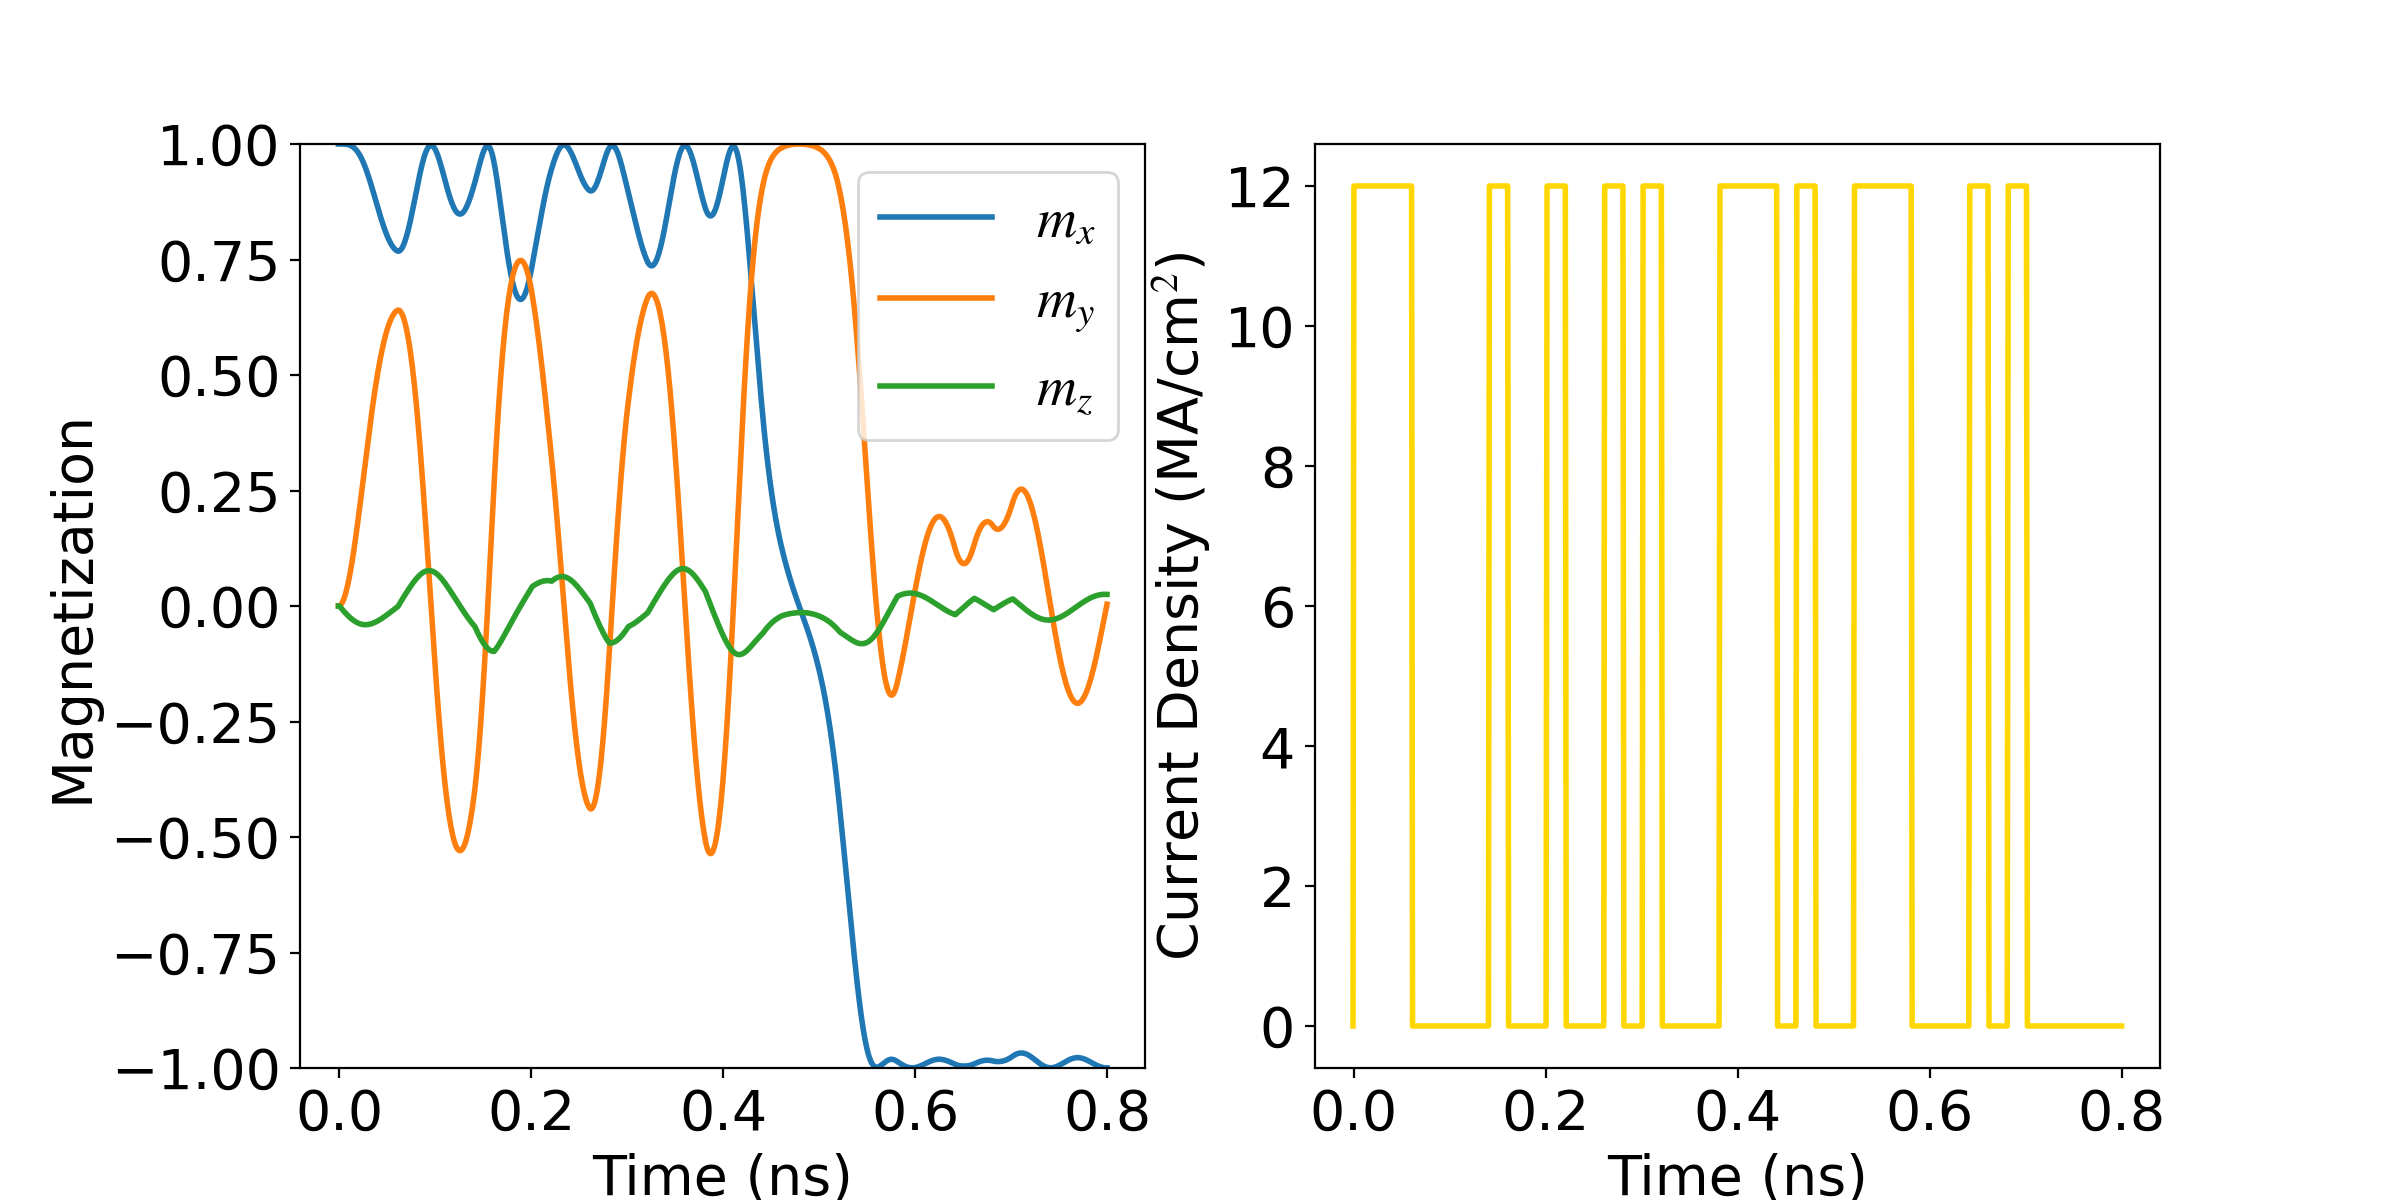 Magnetization
1.00
0.75
0.50
0.25
0.00
−0.25
−0.50
−0.75
−1.00
0.0 0.2 0.4 0.6 0.8
Time (ns)
m_x
m_y
m_z
Current Density (MA/cm²)
12
10
8
6
4
2
0
0.0 0.2 0.4 0.6 0.8
Time (ns)